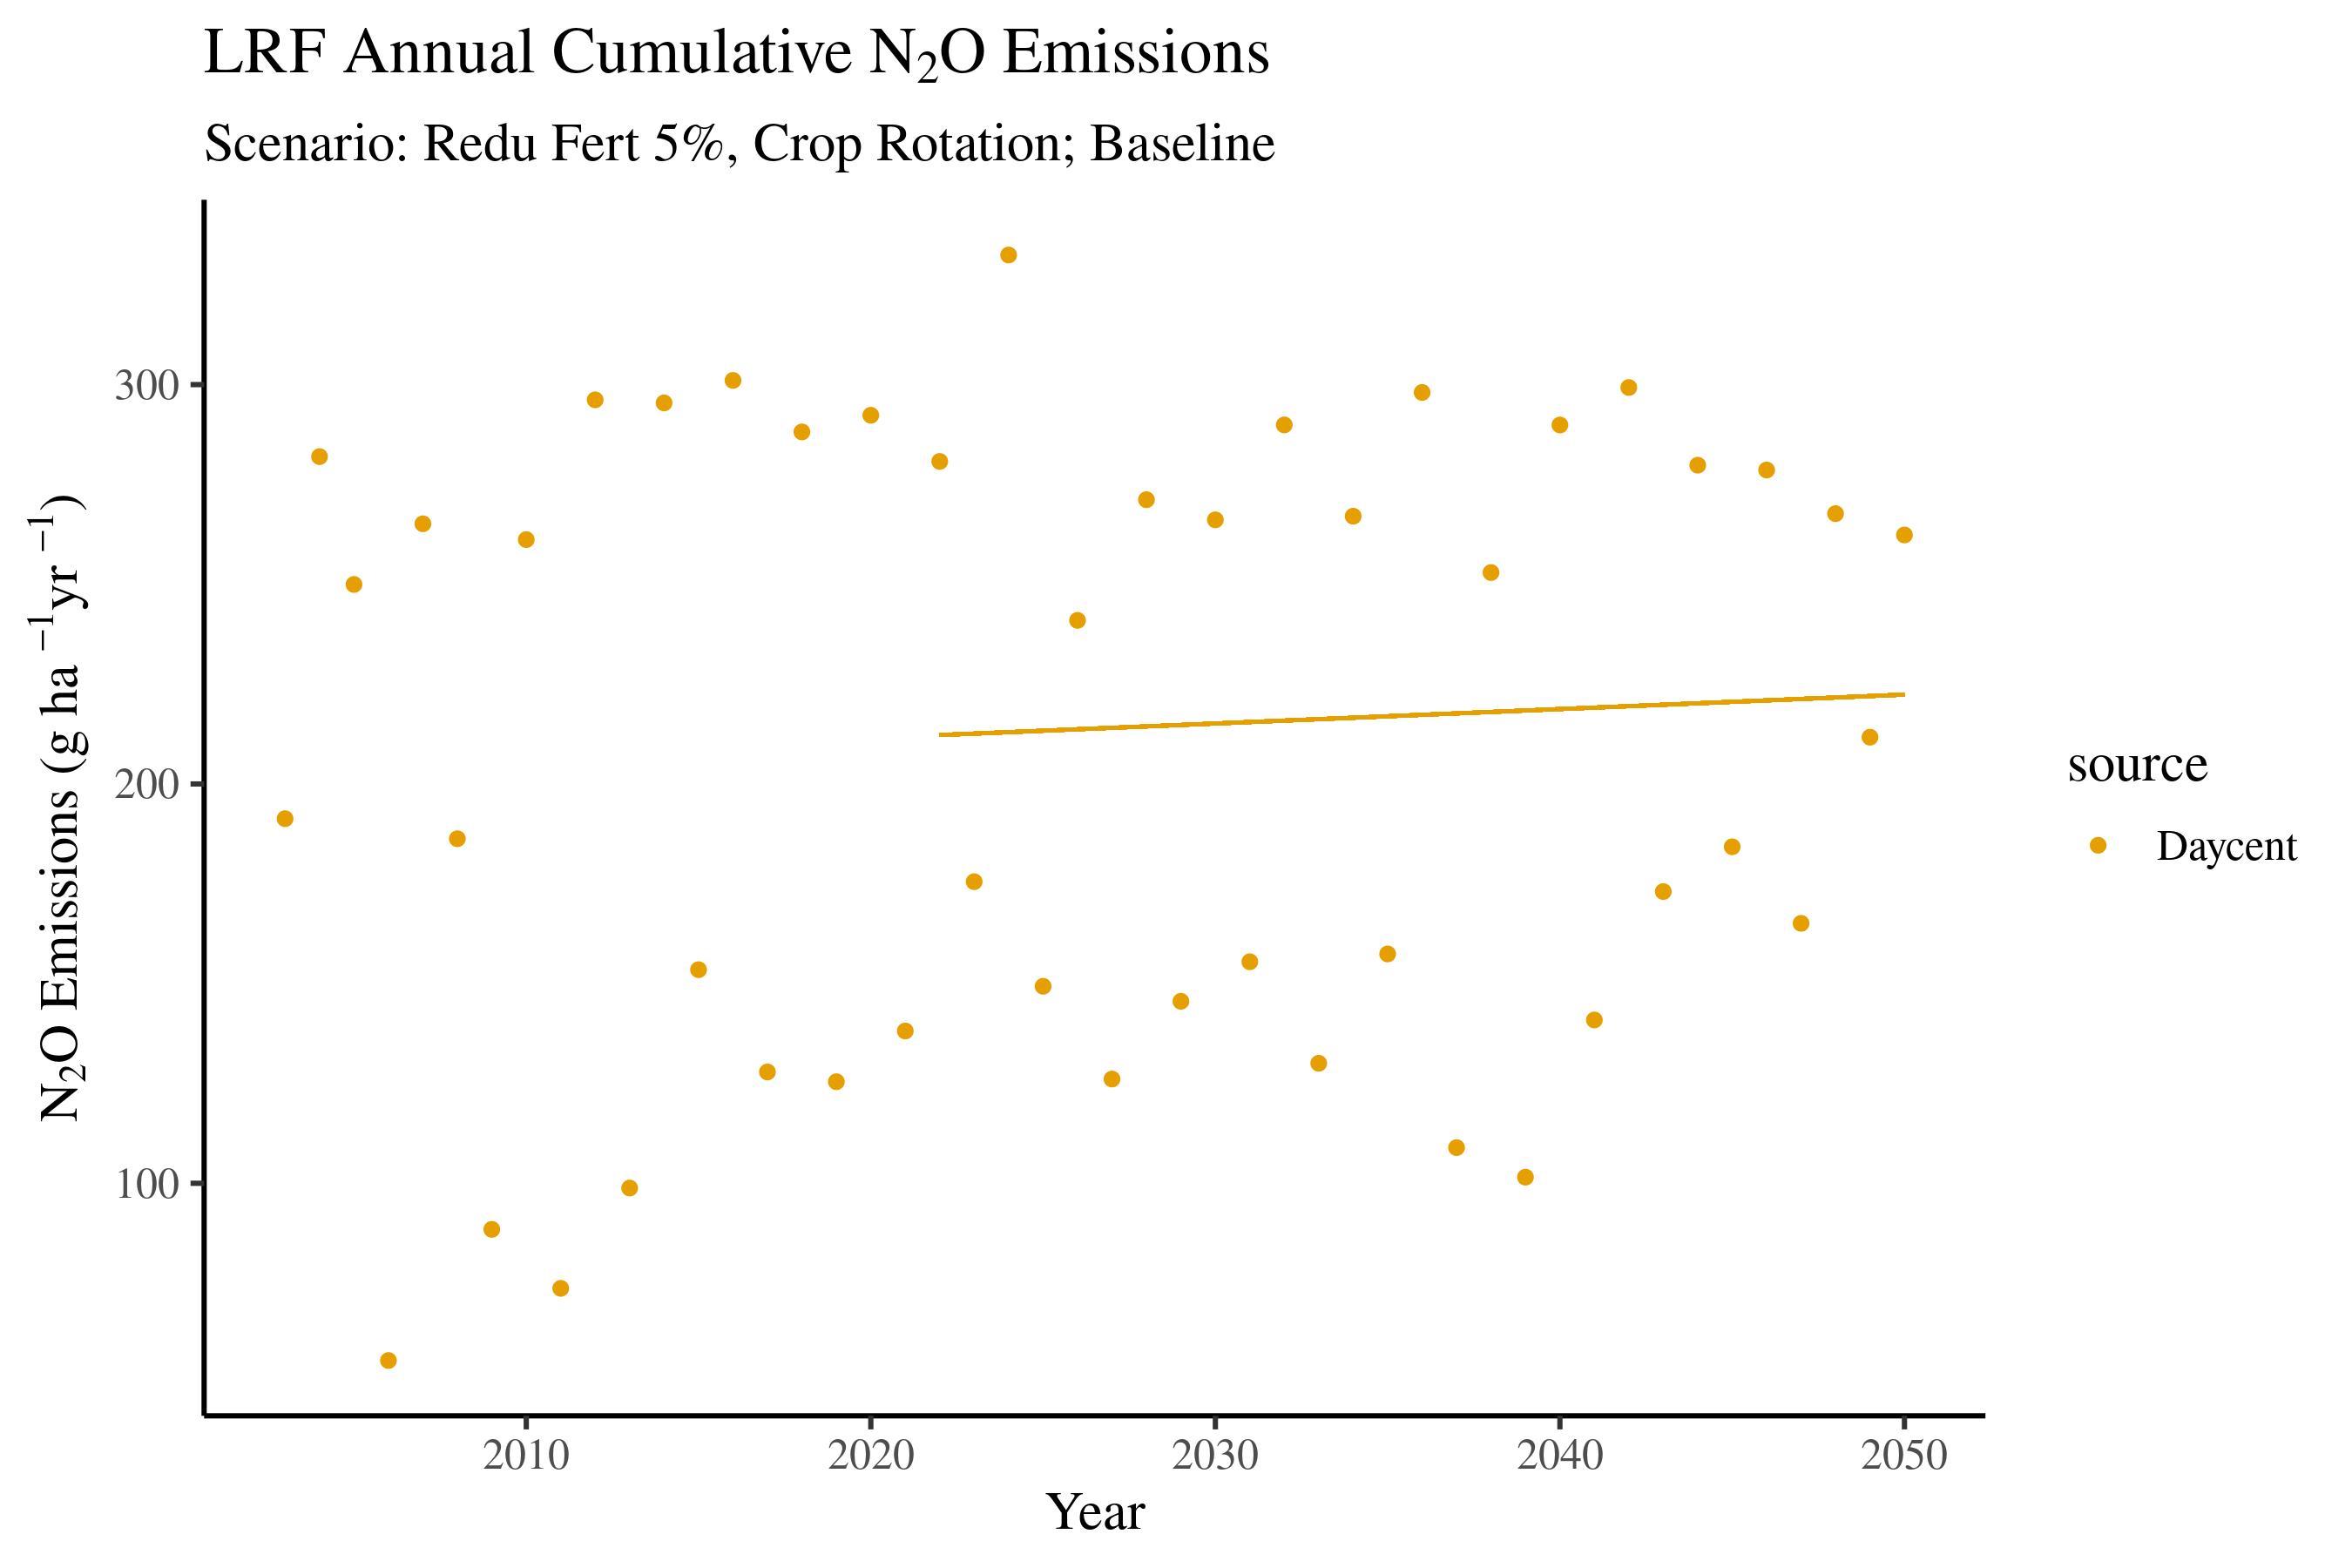 LRF Annual Cumulative N₂O Emissions
Scenario: Redu Fert 5%, Crop Rotation; Baseline
N₂O Emissions (g ha ⁻¹yr ⁻¹)
300
200
100
2010 2020 2030 2040 2050
Year
source
Daycent